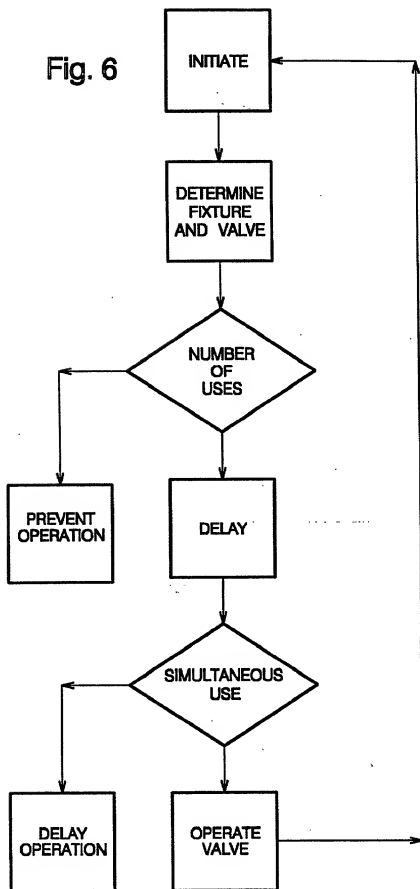 Fig. 6
INITIATE
DETERMINE
FIXTURE
AND VALVE
NUMBER
OF
USES
PREVENT
OPERATION
DELAY
SIMULTANEOUS
USE
DELAY
OPERATION
OPERATE
VALVE